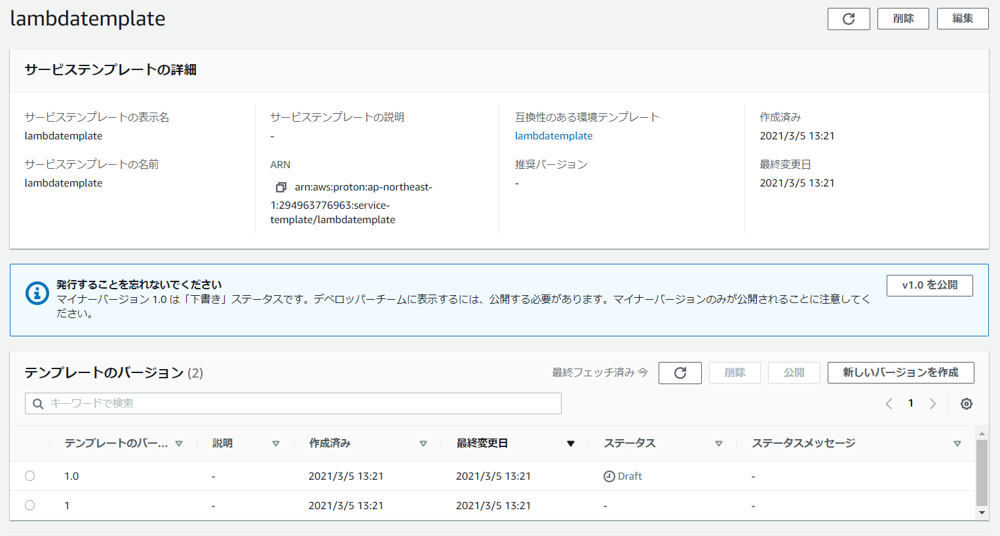 lambdatemplate
削除
編集
サービステンプレートの詳細
サービステンプレートの表示名
lambdatemplate
サービステンプレートの名前
lambdatemplate
サービステンプレートの説明
-
ARN
arn:aws:proton:ap-northeast-
1:294963776963:service-
template/lambdatemplate
互換性のある環境テンプレート
lambdatemplate
推奨バージョン
-
作成済み
2021/3/5 13:21
最終変更日
2021/3/5 13:21
発行することを忘れないでください
マイナーバージョン 1.0 は「下書き」ステータスです。デベロッパーチームに表示するには、公開する必要があります。マイナーバージョンのみが公開されることに注意してく
ださい。
v1.0 を公開
テンプレートのバージョン (2)
最終フェッチ済み 今
削除
公開
新しいバージョンを作成
キーワードで検索
1
テンプレートのバー... 説明 作成済み 最終変更日 ステータス ステータスメッセージ
1.0 - 2021/3/5 13:21 2021/3/5 13:21 Draft -
1 - 2021/3/5 13:21 2021/3/5 13:21 - -